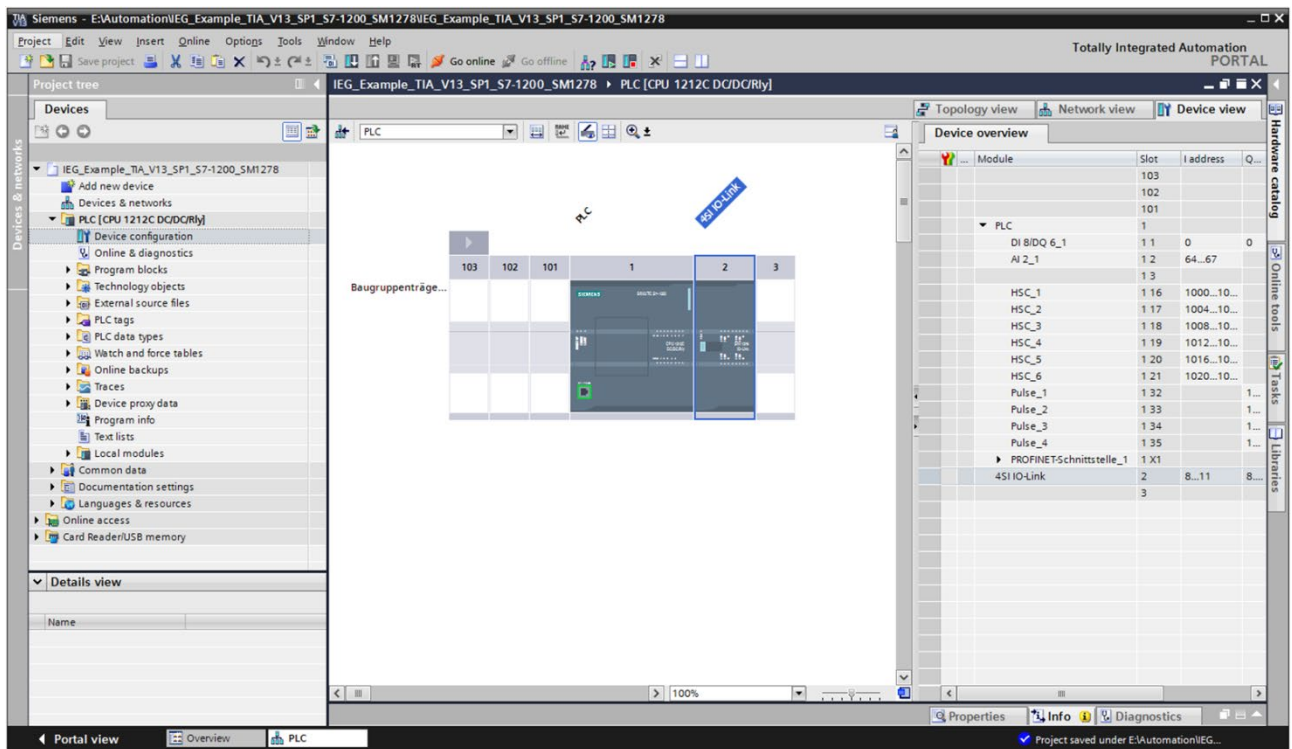 Siemens - E:\Automation\IEG_Example_TIA_V13_SP1_S7-1200_SM1278\IEG_Example_TIA_V13_SP1_S7-1200_SM1278
Project Edit View Insert Online Options Tools Window Help
Totally Integrated Automation
PORTAL
Save project Go online Go offline
Project tree
IEG_Example_TIA_V13_SP1_S7-1200_SM1278 PLC [CPU 1212C DC/DC/Rly]
Devices
Topology view Network view Device view
PLC
Device overview
Devices & networks
IEG_Example_TIA_V13_SP1_S7-1200_SM1278
Add new device
Devices & networks
PLC [CPU 1212C DC/DC/Rly]
Device configuration
Online & diagnostics
Program blocks
Technology objects
External source files
PLC tags
PLC data types
Watch and force tables
Online backups
Traces
Device proxy data
Program info
Text lists
Local modules
Common data
Documentation settings
Languages & resources
Online access
Card Reader/USB memory
Details view
Name
PLC
4SI IO-Link
103 102 101 1 2 3
Baugruppenträge...
SIEMENS
100%
... Module Slot I address Q...
103
102
101
PLC 1
DI 8/DQ 6_1 1 1 0 0
AI 2_1 1 2 64...67
1 3
HSC_1 1 16 1000...10...
HSC_2 1 17 1004...10...
HSC_3 1 18 1008...10...
HSC_4 1 19 1012...10...
HSC_5 1 20 1016...10...
HSC_6 1 21 1020...10...
Pulse_1 1 32 1...
Pulse_2 1 33 1...
Pulse_3 1 34 1...
Pulse_4 1 35 1...
PROFINET-Schnittstelle_1 1 X1
4SI IO-Link 2 8...11 8...
3
Hardware catalog
Online tools
Tasks
Libraries
Properties Info Diagnostics
Portal view Overview PLC
Project saved under E:\Automation\IEG...